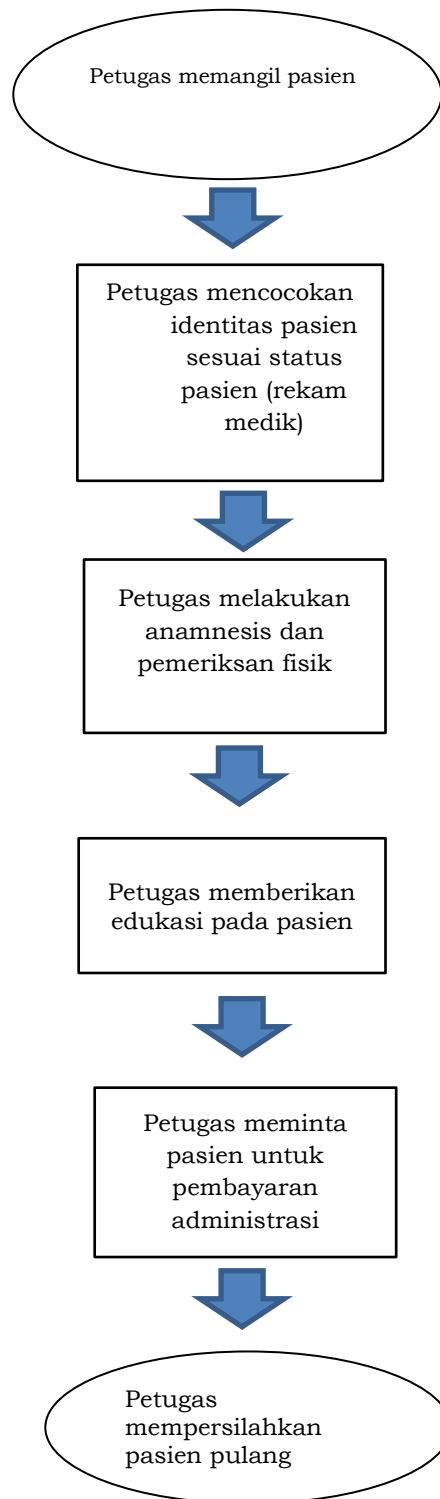 Petugas memangil pasien
Petugas mencocokan
identitas pasien
sesuai status
pasien (rekam
medik)
Petugas melakukan
anamnesis dan
pemeriksan fisik
Petugas memberikan
edukasi pada pasien
Petugas meminta
pasien untuk
pembayaran
administrasi
Petugas
mempersilahkan
pasien pulang